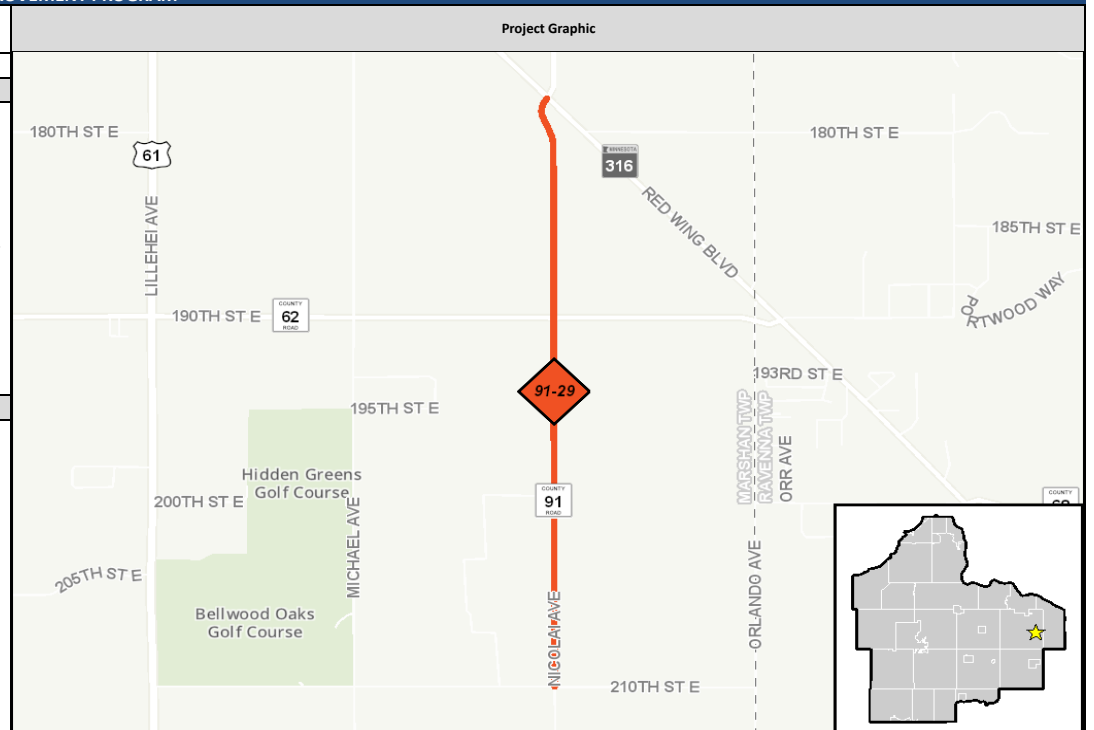 Project Graphic
180TH ST E
180TH ST E
61
MINNESOTA
316
LILLEHEI AVE
RED WING BLVD
185TH ST E
PORTWOOD WAY
190TH ST E
COUNTY
62
ROAD
193RD ST E
91-29
195TH ST E
MARSHAN TWP
RAVENNA TWP
ORR AVE
Hidden Greens
Golf Course
200TH ST E
MICHAEL AVE
COUNTY
91
ROAD
COUNTY
205TH ST E
ORLANDO AVE
NICOLAI AVE
Bellwood Oaks
Golf Course
210TH ST E